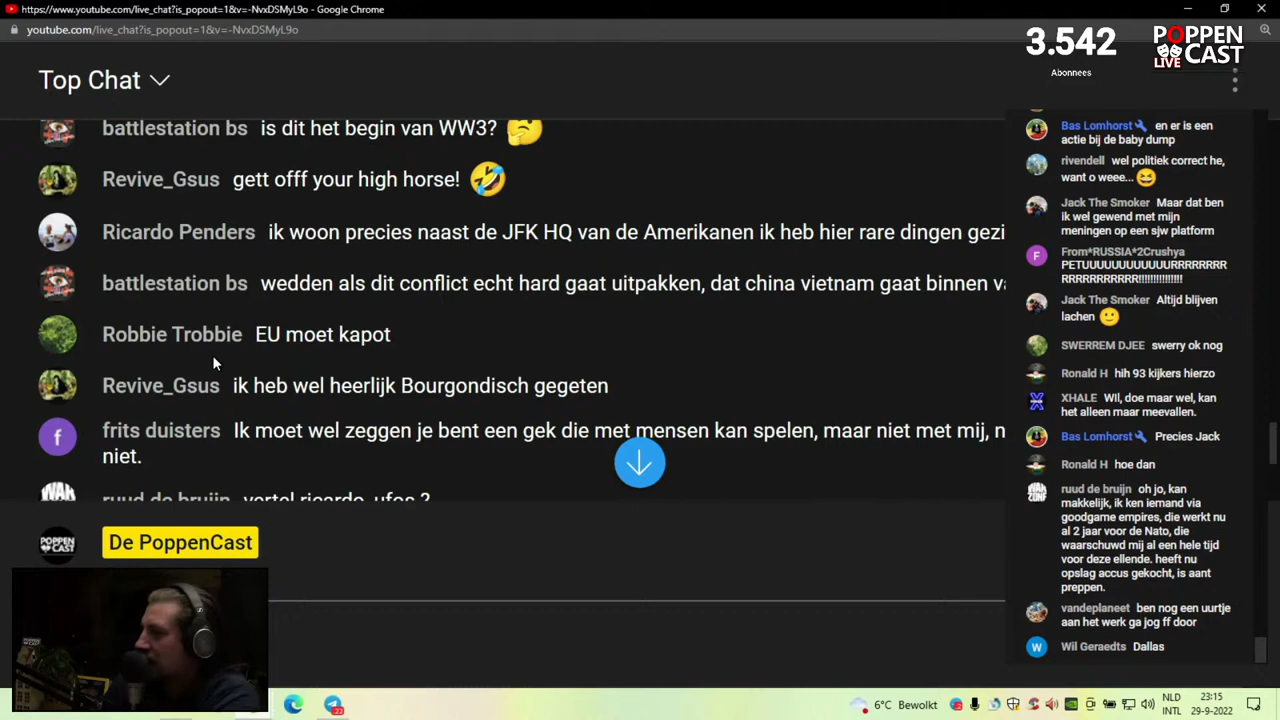 https://www.youtube.com/live_chat?is_popout=1&v=-NvxDSMyL9o - Google Chrome
youtube.com/live_chat?is_popout=1&v=-NvxDSMyL9o
3.542
Abonnees
POPPEN
CAST
LIVE
Top Chat
battlestation bs is dit het begin van WW3?
Revive_Gsus gett offf your high horse!
Ricardo Penders ik woon precies naast de JFK HQ van de Amerikanen ik heb hier rare dingen gezi
battlestation bs wedden als dit conflict echt hard gaat uitpakken, dat china vietnam gaat binnen va
Robbie Trobbie EU moet kapot
Revive_Gsus ik heb wel heerlijk Bourgondisch gegeten
f frits duisters Ik moet wel zeggen je bent een gek die met mensen kan spelen, maar niet met mij, n
niet.
ruud de bruijn vertel ricardo, ufos ?
POPPEN
CAST
De PoppenCast
Bas Lomhorst en er is een
actie bij de baby dump
rivendell wel politiek correct he,
want o weee...
Jack The Smoker Maar dat ben
ik wel gewend met mijn
meningen op een sjw platform
F From*RUSSIA*2Crushya
PETUUUUUUUUUUURRRRRRR
RRRRRRRRRRR!!!!!!!!!!!!!!!
Jack The Smoker Altijd blijven
lachen
SWERREM DJEE swerry ok nog
Ronald H hih 93 kijkers hierzo
XHALE Wil, doe maar wel, kan
het alleen maar meevallen.
Bas Lomhorst Precies Jack
Ronald H hoe dan
ruud de bruijn oh jo, kan
makkelijk, ik ken iemand via
goodgame empires, die werkt nu
al 2 jaar voor de Nato, die
waarschuwd mij al een hele tijd
voor deze ellende. heeft nu
opslag accus gekocht, is aant
preppen.
vandeplaneet ben nog een uurtje
aan het werk ga jog ff door
W Wil Geraedts Dallas
22
6°C Bewolkt
NLD
INTL
23:15
29-9-2022